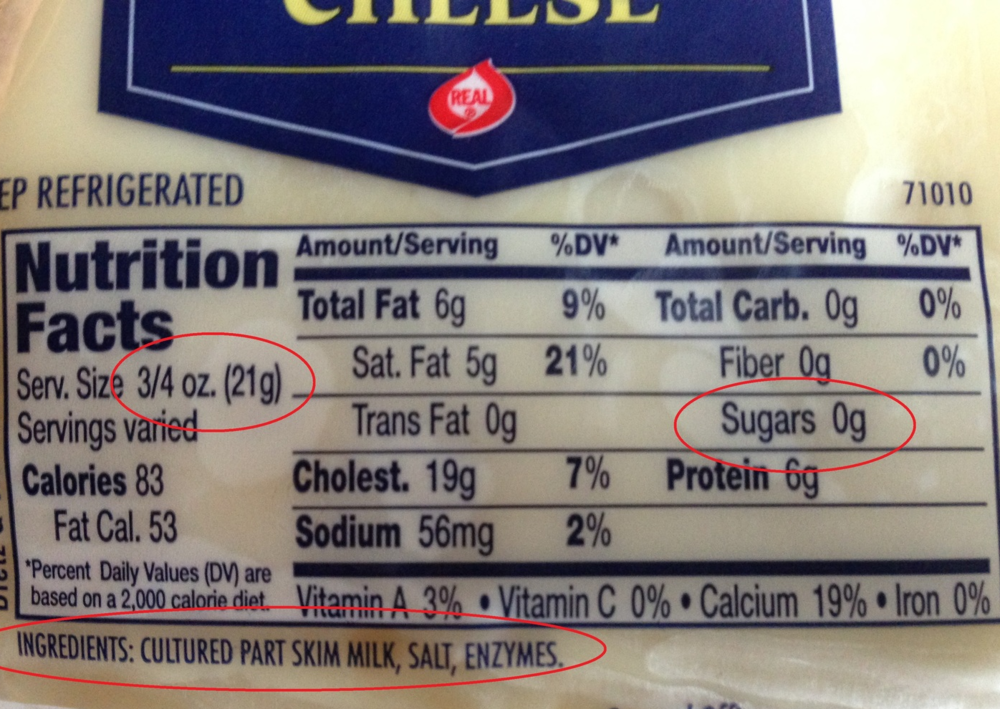 CHEESE
REAL
®
EP REFRIGERATED
71010
Nutrition
Facts
Serv. Size 3/4 oz. (21g)
Servings varied
Calories 83
Fat Cal. 53
*Percent Daily Values (DV) are
based on a 2,000 calorie diet.
Amount/Serving %DV* Amount/Serving %DV*
Total Fat 6g 9% Total Carb. 0g 0%
Sat. Fat 5g 21% Fiber 0g 0%
Trans Fat 0g Sugars 0g
Cholest. 19g 7% Protein 6g
Sodium 56mg 2%
Vitamin A 3% • Vitamin C 0% • Calcium 19% • Iron 0%
INGREDIENTS: CULTURED PART SKIM MILK, SALT, ENZYMES.